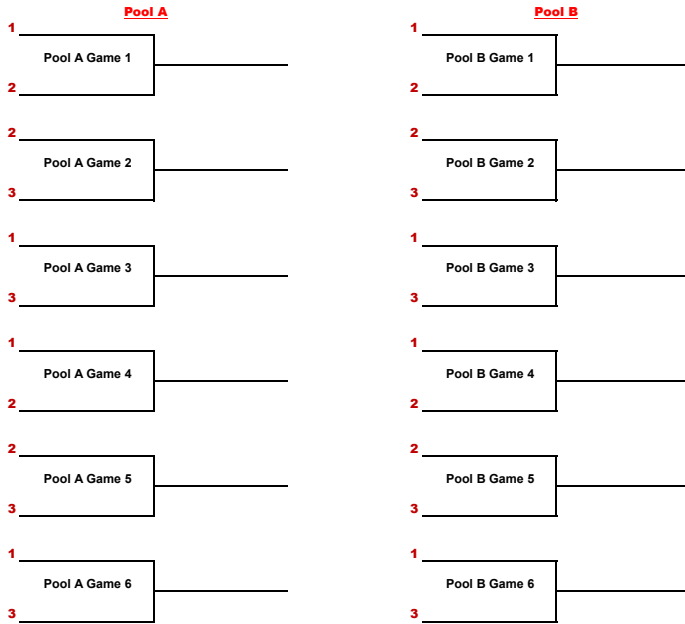 Pool A
1
Pool A Game 1
2
2
Pool A Game 2
3
1
Pool A Game 3
3
1
Pool A Game 4
2
2
Pool A Game 5
3
1
Pool A Game 6
3
Pool B
1
Pool B Game 1
2
2
Pool B Game 2
3
1
Pool B Game 3
3
1
Pool B Game 4
2
2
Pool B Game 5
3
1
Pool B Game 6
3